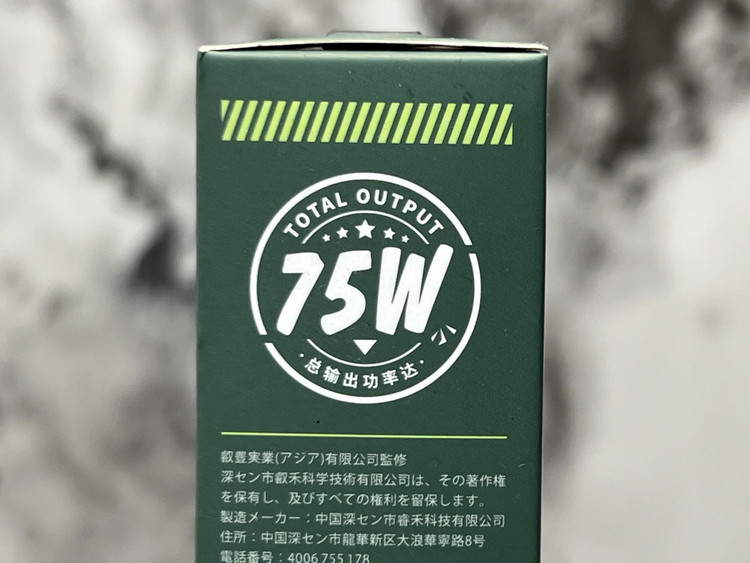 TOTAL OUTPUT
75W
总输出功率达
叡豊実業(アジア)有限公司監修
深セン市叡禾科学技術有限公司は、その著作権
を保有し、及びすべての権利を留保します。
製造メーカー：中国深セン市睿禾科技有限公司
住所：中国深セン市龍華新区大浪華寧路8号
電話番号：4006 755 178